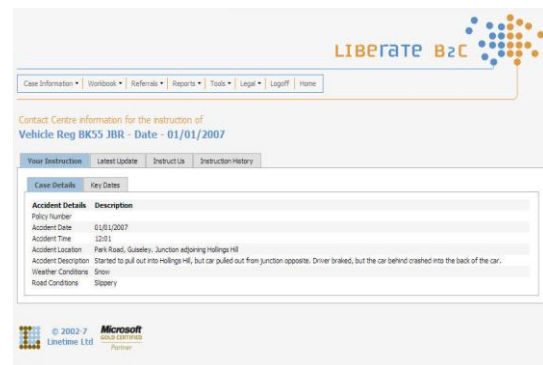 LIBERATE B2C
Case Information Workbook Referrals Reports Tools Legal Logoff Home
Contact Centre information for the instruction of
Vehicle Reg BK55 JBR - Date - 01/01/2007
Your Instruction Latest Update Instruct Us Instruction History
Case Details Key Dates
Accident Details Description
Policy Number
Accident Date 01/01/2007
Accident Time 12:01
Accident Location Park Road, Guiseley. Junction adjoining Hollings Hill
Accident Description Started to pull out into Hollings Hill, but car pulled out from junction opposite. Driver braked, but the car behind crashed into the back of the car.
Weather Conditions Snow
Road Conditions Slippery
© 2002-7 Microsoft
Linetime Ltd GOLD CERTIFIED
Partner